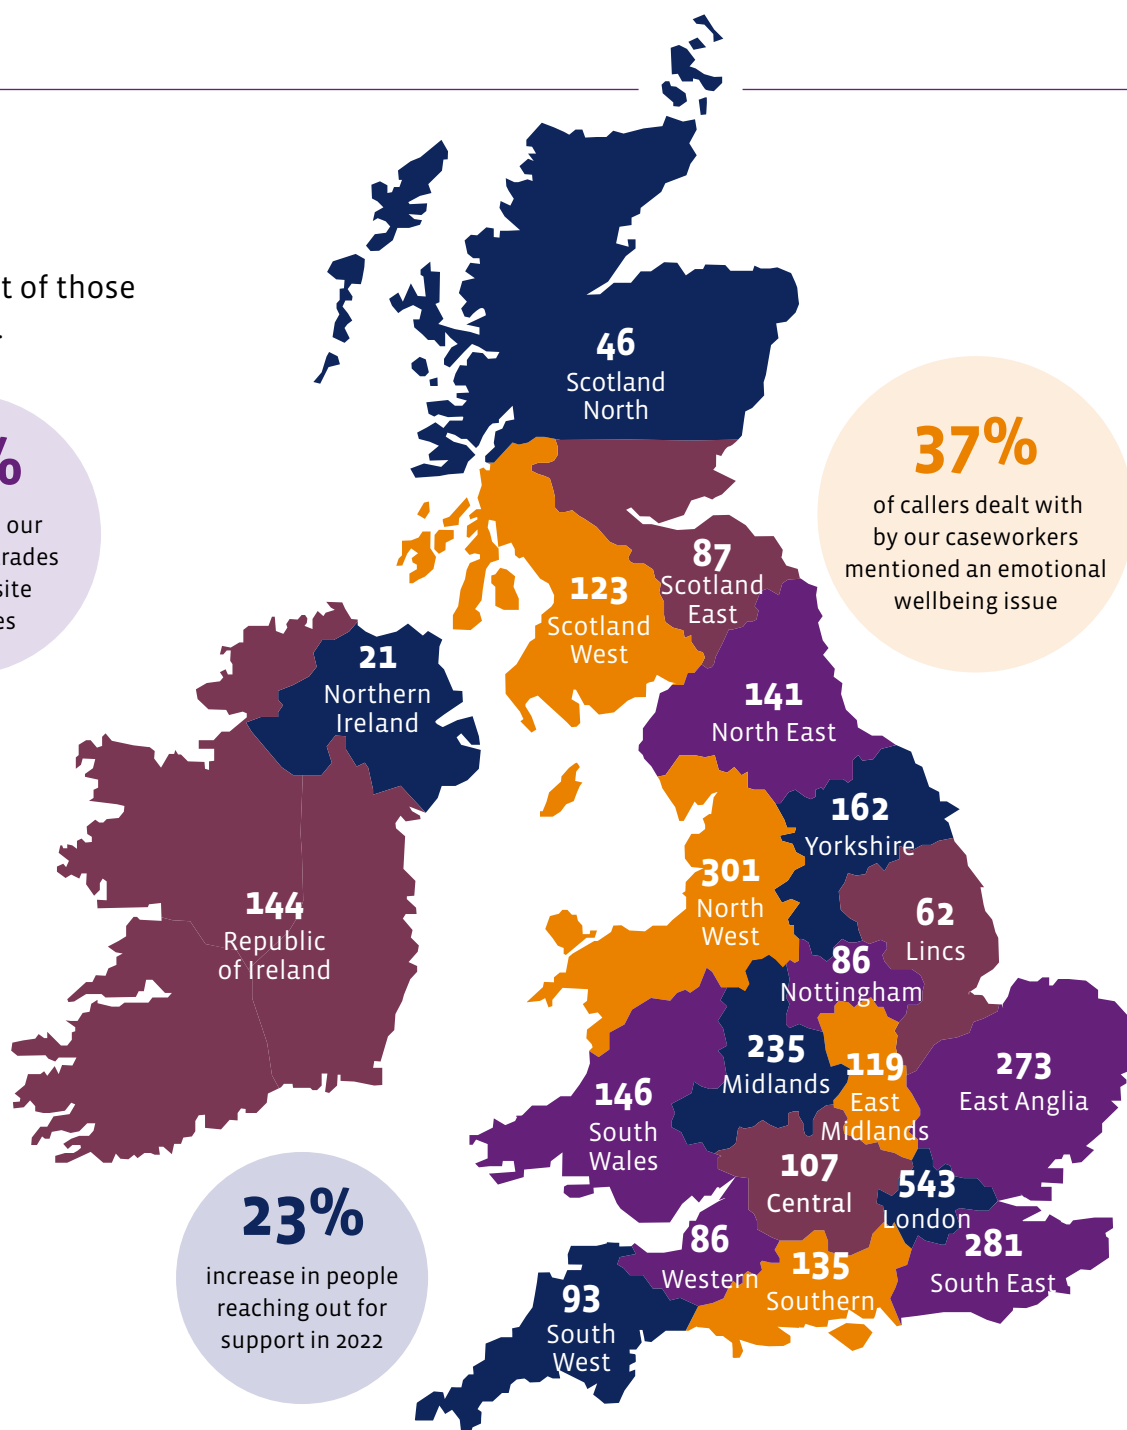 t of those
.
%
our
rades
site
es
46
Scotland
North
37%
of callers dealt with
by our caseworkers
mentioned an emotional
wellbeing issue
87
Scotland
East
123
Scotland
West
21
Northern
Ireland
141
North East
162
Yorkshire
301
North
West
144
Republic
of Ireland
62
Lincs
86
Nottingham
235
Midlands
119
East
Midlands
273
East Anglia
146
South
Wales
107
Central
543
London
23%
increase in people
reaching out for
support in 2022
86
Western
135
Southern
281
South East
93
South
West